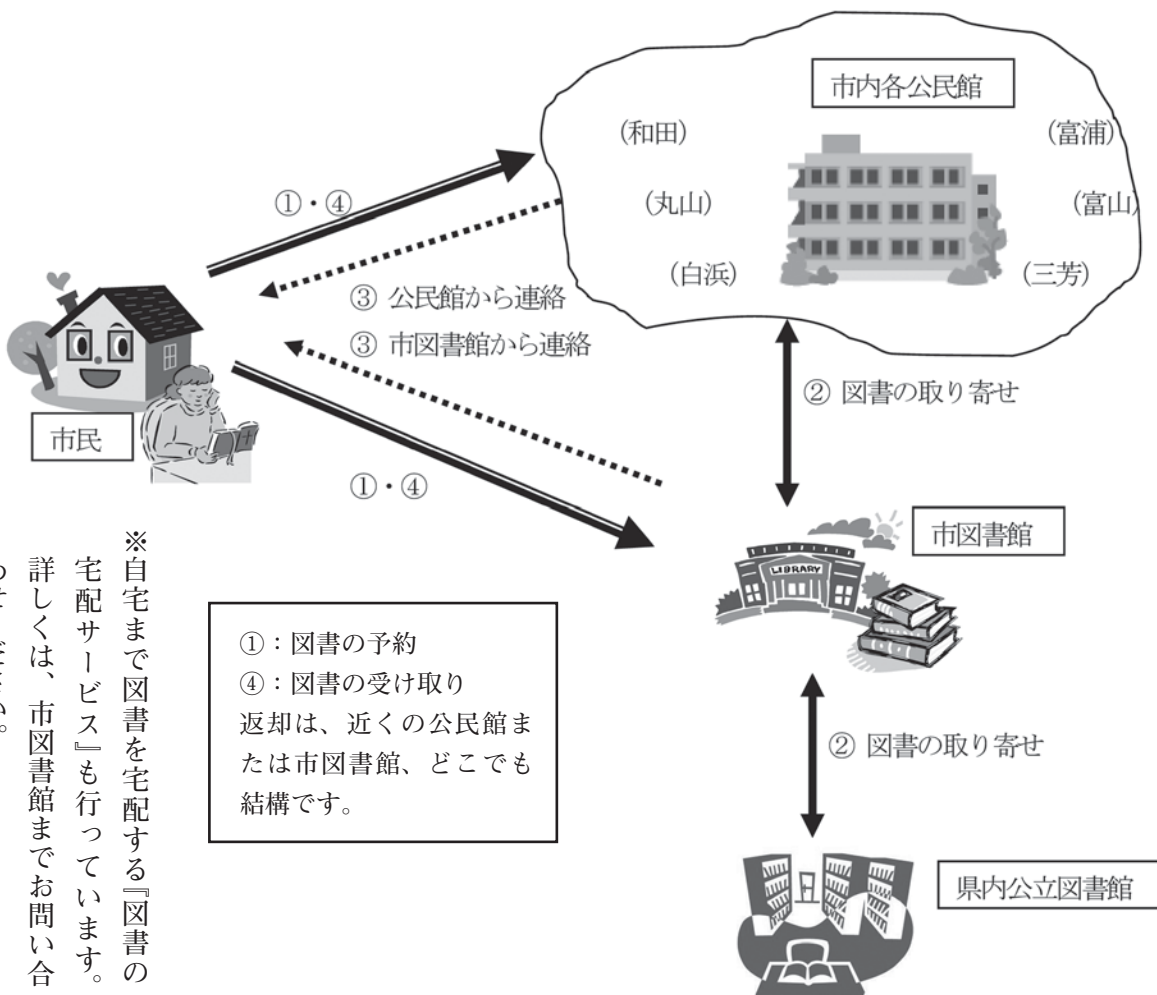 市内各公民館
(和田)
(富浦)
(丸山)
(富山)
(白浜)
(三芳)
①・④
③ 公民館から連絡
③ 市図書館から連絡
市民
①・④
② 図書の取り寄せ
市図書館
LIBRARY
② 図書の取り寄せ
県内公立図書館
①：図書の予約
④：図書の受け取り
返却は、近くの公民館ま
たは市図書館、どこでも
結構です。
※自宅まで図書を宅配する『図書の
宅配サービス』も行っています。
詳しくは、市図書館までお問い合